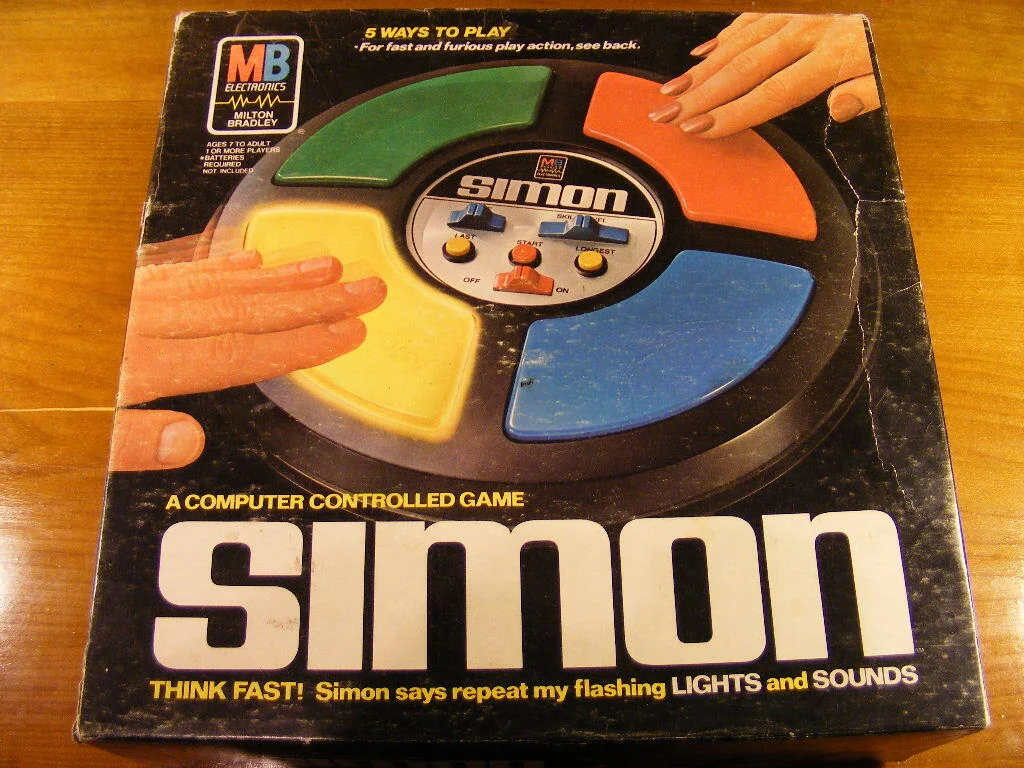 5 WAYS TO PLAY
·For fast and furious play action, see back.
MB
ELECTRONICS
MILTON
BRADLEY
®
AGES 7 TO ADULT
1 OR MORE PLAYERS
*BATTERIES
REQUIRED
NOT INCLUDED
MB
simon
LAST
START
LONGEST
OFF
ON
A COMPUTER CONTROLLED GAME
simon
THINK FAST! Simon says repeat my flashing LIGHTS and SOUNDS